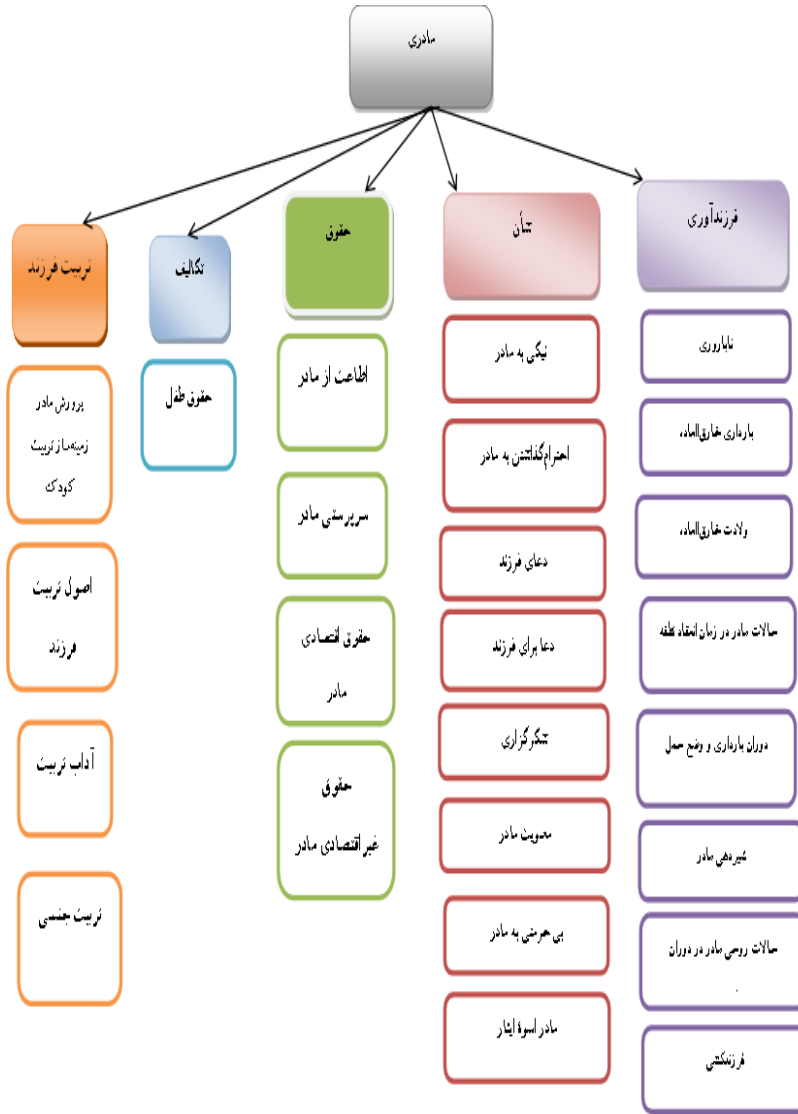 مادری
فرزندآوری
ناباروری
بارداری خارق‌العاده
ولادت خارق‌العاده
حالات مادر در زمان انعقاد نطفه
دوران بارداری و وضع حمل
شیردهی مادر
حالات روحی مادر در دوران
فرزندکشی
شأن
نیکی به مادر
احترام‌گذاشتن به مادر
دعای فرزند
دعا برای فرزند
شکرگزاری
محبوبیت مادر
بی حرمتی به مادر
مادر اسوهٔ ایثار
حقوق
اطاعت از مادر
سرپرستی مادر
حقوق اقتصادی
مادر
حقوق
غیراقتصادی مادر
تکالیف
حقوق طفل
تربیت فرزند
پرورش مادر
زمینه‌ساز تربیت
کودک
اصول تربیت
فرزند
آداب تربیت
تربیت جنسی